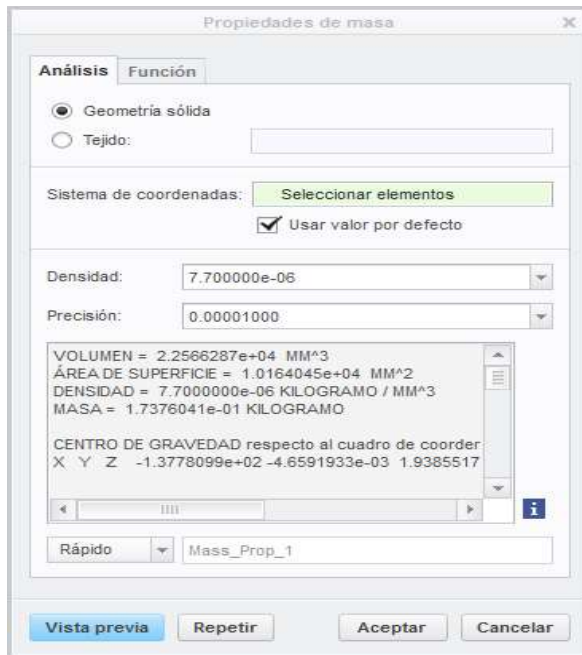 Propiedades de masa
Análisis Función
Geometría sólida
Tejido:
Sistema de coordenadas: Seleccionar elementos
Usar valor por defecto
Densidad: 7.700000e-06
Precisión: 0.00001000
VOLUMEN = 2.2566287e+04 MM^3
ÁREA DE SUPERFICIE = 1.0164045e+04 MM^2
DENSIDAD = 7.7000000e-06 KILOGRAMO / MM^3
MASA = 1.7376041e-01 KILOGRAMO
CENTRO DE GRAVEDAD respecto al cuadro de coorder
X Y Z -1.3778099e+02 -4.6591933e-03 1.9385517
Rápido Mass_Prop_1
Vista previa Repetir Aceptar Cancelar